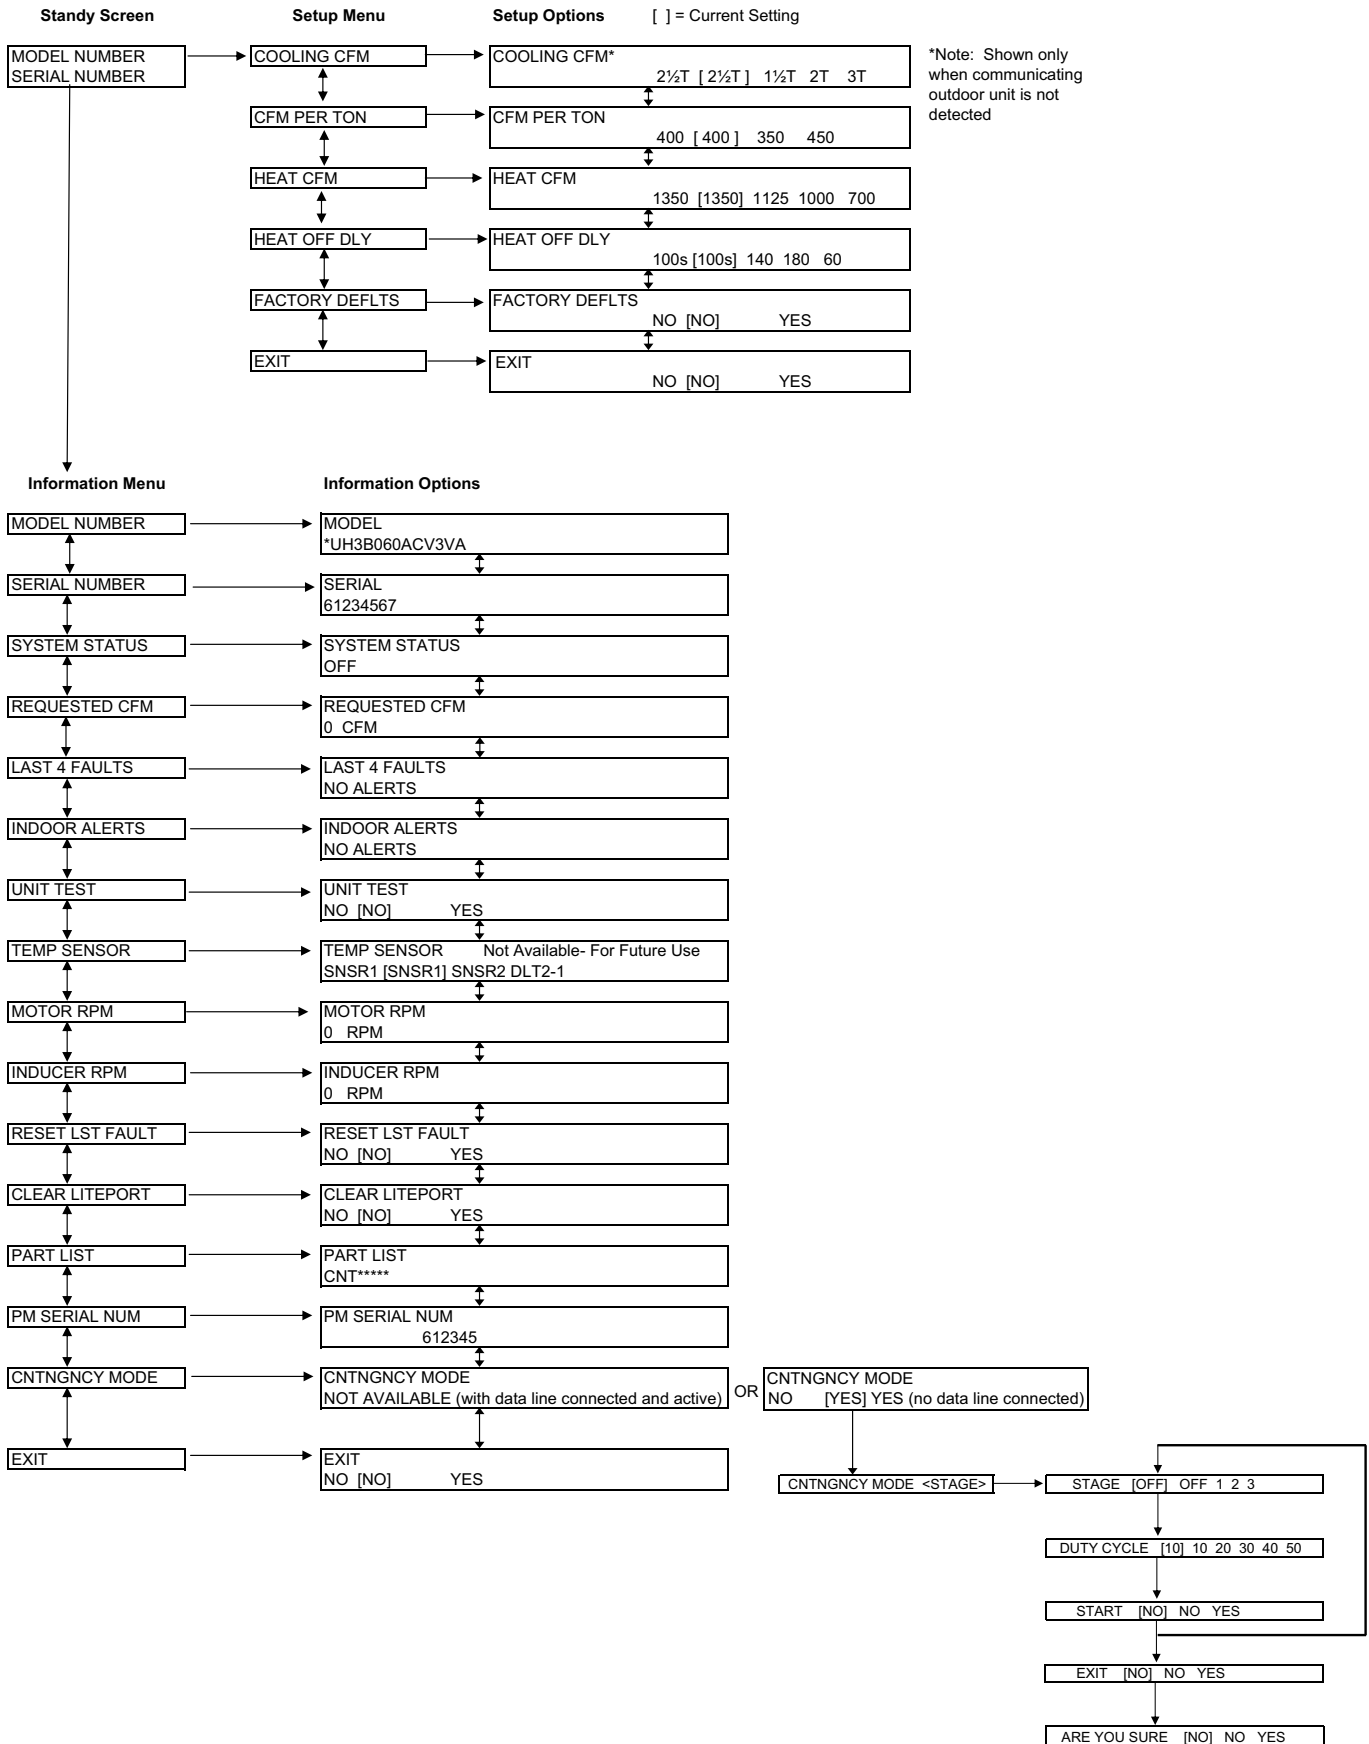 Standy Screen Setup Menu Setup Options [ ] = Current Setting
MODEL NUMBER
SERIAL NUMBER
COOLING CFM
COOLING CFM*
2½T [ 2½T ] 1½T 2T 3T
*Note: Shown only
when communicating
outdoor unit is not
detected
CFM PER TON
CFM PER TON
400 [ 400 ] 350 450
HEAT CFM
HEAT CFM
1350 [1350] 1125 1000 700
HEAT OFF DLY
HEAT OFF DLY
100s [100s] 140 180 60
FACTORY DEFLTS
FACTORY DEFLTS
NO [NO] YES
EXIT
EXIT
NO [NO] YES
Information Menu Information Options
MODEL NUMBER
MODEL
*UH3B060ACV3VA
SERIAL NUMBER
SERIAL
61234567
SYSTEM STATUS
SYSTEM STATUS
OFF
REQUESTED CFM
REQUESTED CFM
0 CFM
LAST 4 FAULTS
LAST 4 FAULTS
NO ALERTS
INDOOR ALERTS
INDOOR ALERTS
NO ALERTS
UNIT TEST
UNIT TEST
NO [NO] YES
TEMP SENSOR
TEMP SENSOR Not Available- For Future Use
SNSR1 [SNSR1] SNSR2 DLT2-1
MOTOR RPM
MOTOR RPM
0 RPM
INDUCER RPM
INDUCER RPM
0 RPM
RESET LST FAULT
RESET LST FAULT
NO [NO] YES
CLEAR LITEPORT
CLEAR LITEPORT
NO [NO] YES
PART LIST
PART LIST
CNT*****
PM SERIAL NUM
PM SERIAL NUM
612345
CNTNGNCY MODE
CNTNGNCY MODE
NOT AVAILABLE (with data line connected and active)
OR
CNTNGNCY MODE
NO [YES] YES (no data line connected)
EXIT
EXIT
NO [NO] YES
CNTNGNCY MODE <STAGE>
STAGE [OFF] OFF 1 2 3
DUTY CYCLE [10] 10 20 30 40 50
START [NO] NO YES
EXIT [NO] NO YES
ARE YOU SURE [NO] NO YES